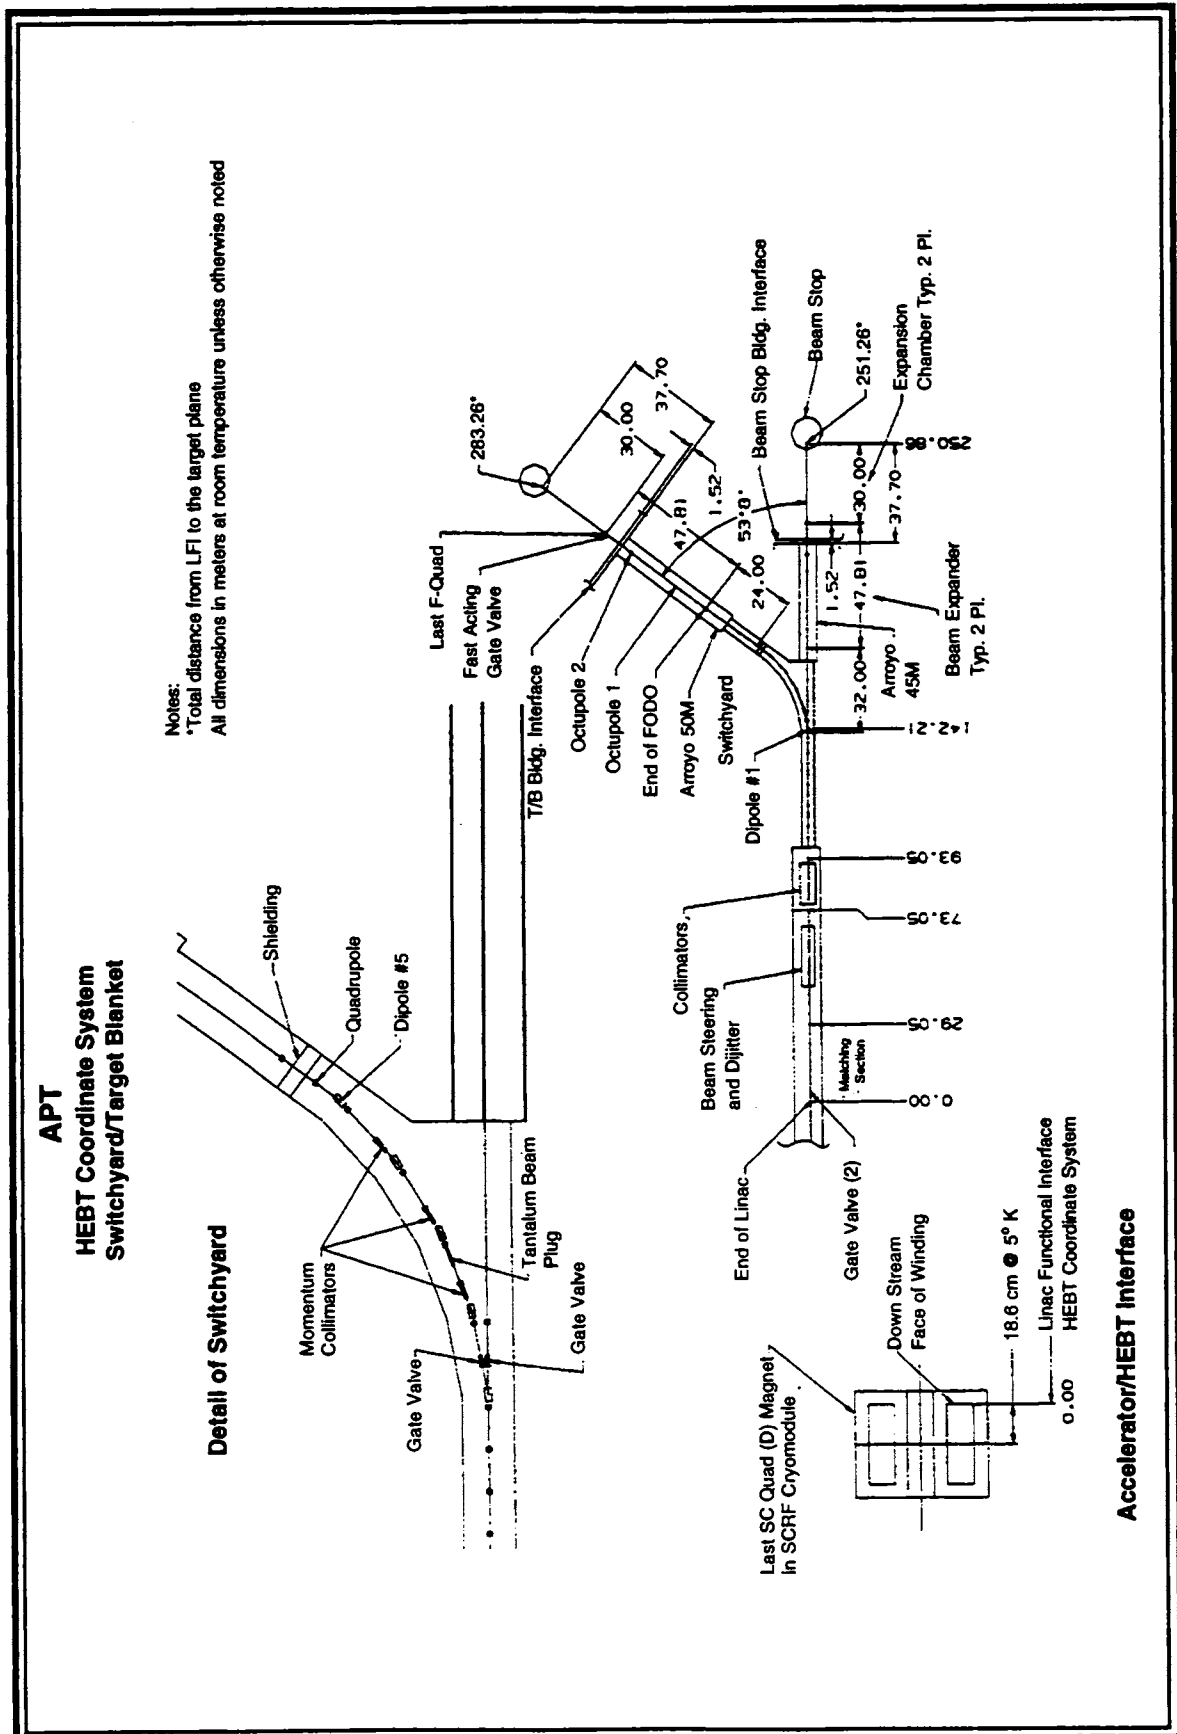 APT
HEBT Coordinate System
Switchyard/Target Blanket
Notes:
*Total distance from LFI to the target plane
All dimensions in meters at room temperature unless otherwise noted
Detail of Switchyard
Shielding
Quadrupole
Dipole #5
Momentum
Collimators
Gate Valve
Tantalum Beam
Plug
Gate Valve
283.26*
Last F-Quad
Fast Acting
Gate Valve
T/B Bldg. Interface
Octupole 2
Octupole 1
End of FODO
Arroyo 50M
Switchyard
Dipole #1
37.70
30.00
1.52
47.81
53°8'
24.00
Beam Stop Bldg. Interface
Beam Stop
251.26*
Expansion
Chamber Typ. 2 Pl.
250.86
30.00
37.70
1.52
47.81
32.00
Arroyo
45M
Beam Expander
Typ. 2 Pl.
142.21
93.05
73.05
29.05
0.00
Collimators
Beam Steering
and Dijitter
Matching
Section
End of Linac
Gate Valve (2)
Last SC Quad (D) Magnet
In SCRF Cryomodule
Down Stream
Face of Winding
18.6 cm @ 5° K
0.00
Linac Functional Interface
HEBT Coordinate System
Accelerator/HEBT Interface